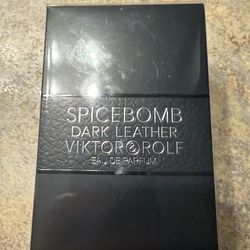 SPICEBOMB
DARK LEATHER
VIKTOR&ROLF
EAU DE PARFUM